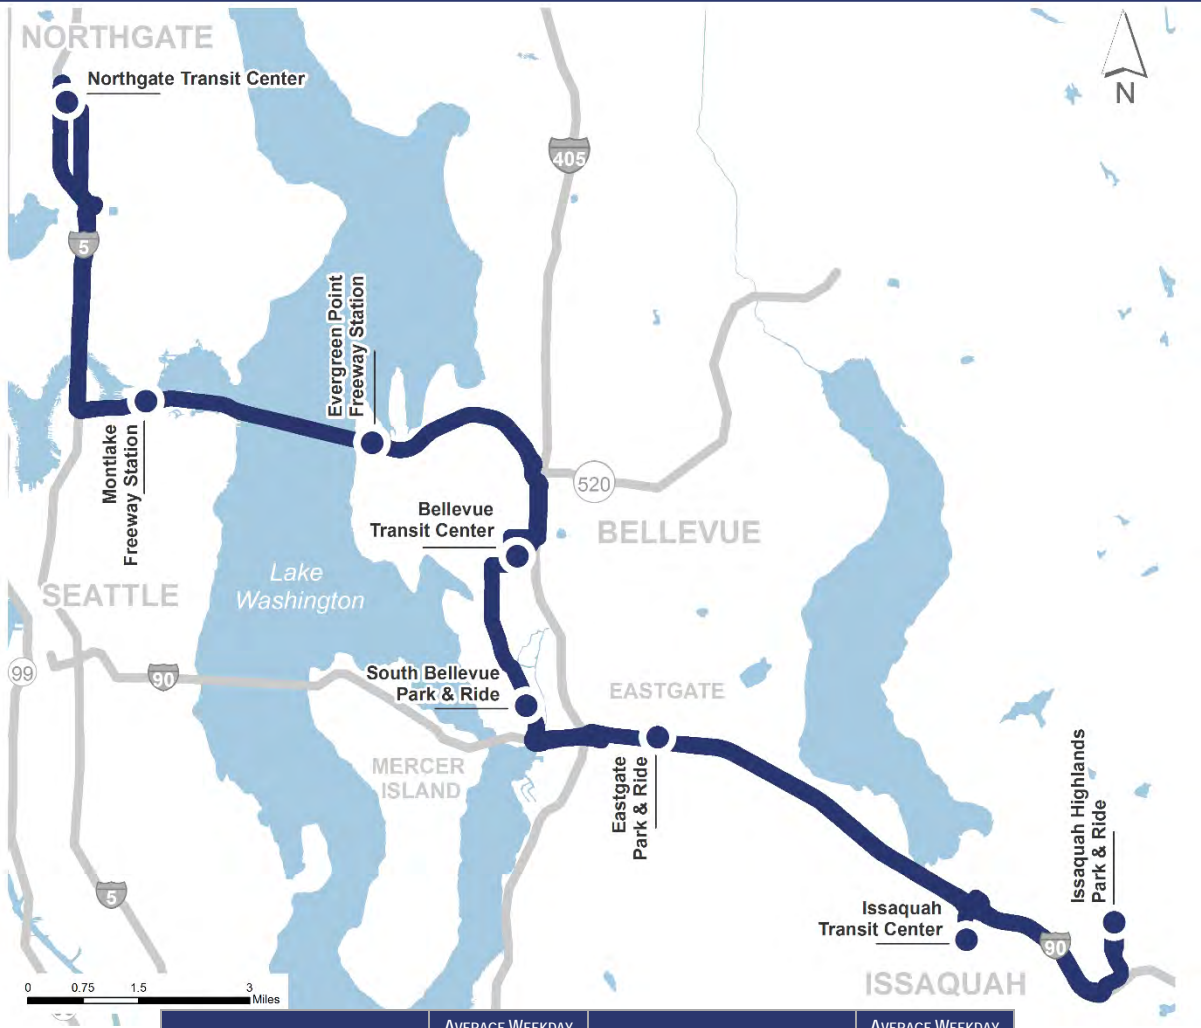 NORTHGATE
Northgate Transit Center
N
405
5
Evergreen Point
Freeway Station
Montlake
Freeway Station
520
Bellevue
Transit Center
BELLEVUE
Lake
Washington
SEATTLE
99
90
South Bellevue
Park & Ride
EASTGATE
MERCER
ISLAND
Eastgate
Park & Ride
Issaquah Highlands
Park & Ride
5
Issaquah
Transit Center
90
ISSAQUAH
0 0.75 1.5 3
Miles
AVERAGE WEEKDAY AVERAGE WEEKDAY